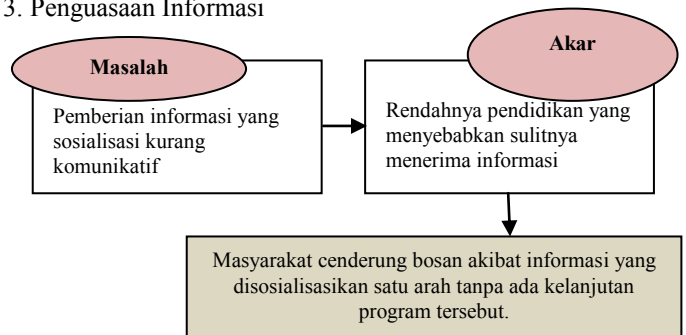 3. Penguasaan Informasi
Masalah
Pemberian informasi yang
sosialisasi kurang
komunikatif
Akar
Rendahnya pendidikan yang
menyebabkan sulitnya
menerima informasi
Masyarakat cenderung bosan akibat informasi yang
disosialisasikan satu arah tanpa ada kelanjutan
program tersebut.